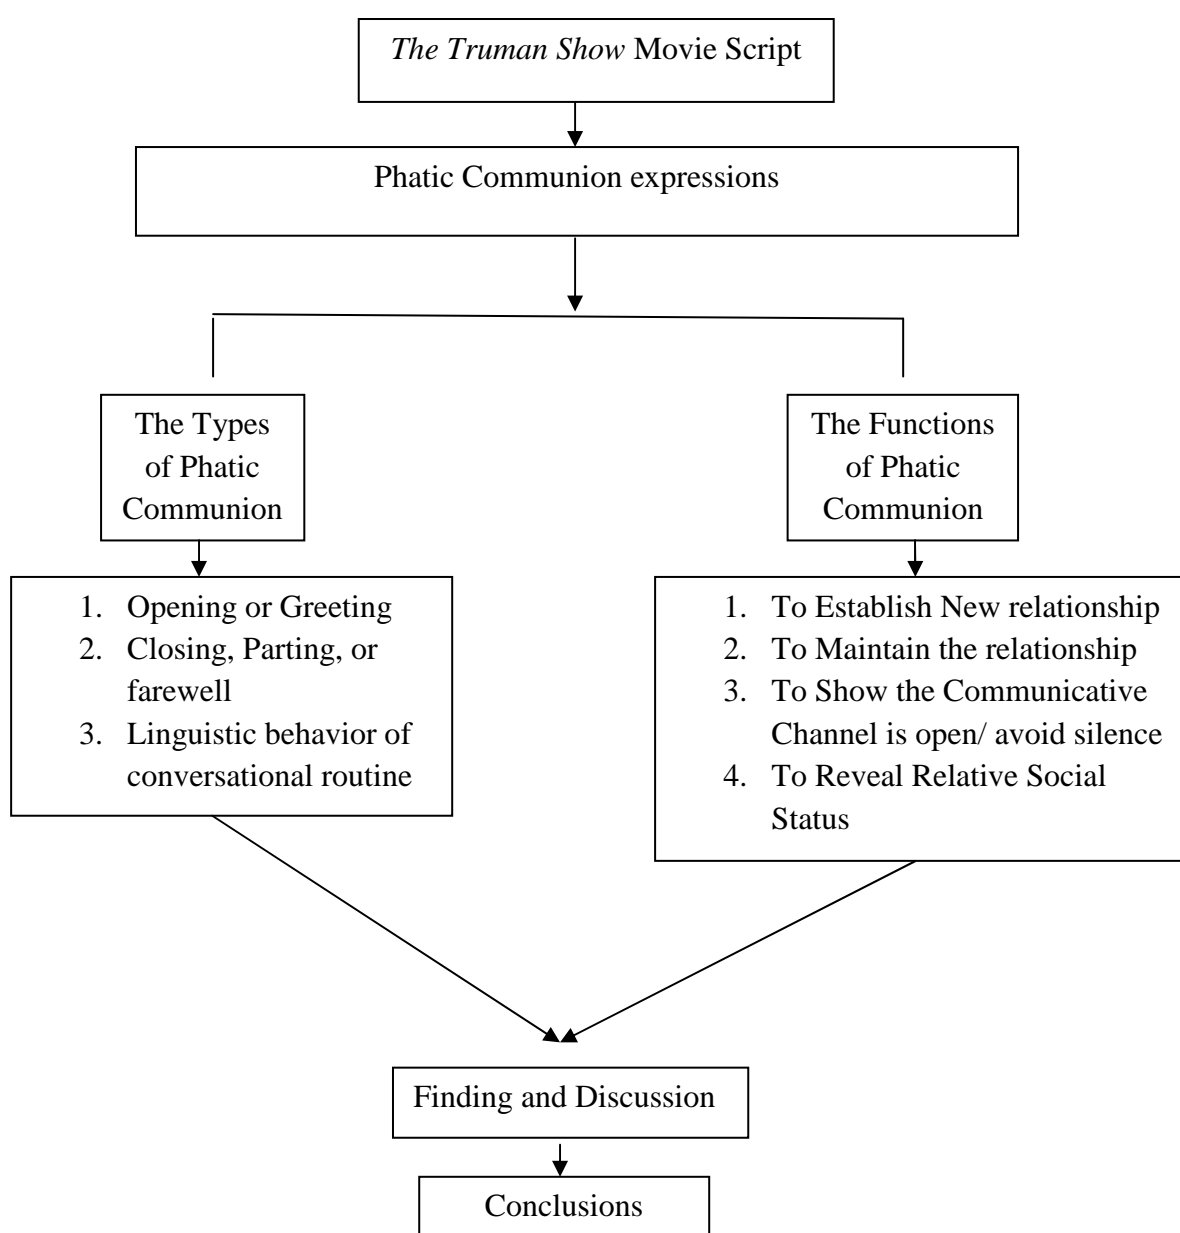 The Truman Show Movie Script
Phatic Communion expressions
The Types
of Phatic
Communion
The Functions
of Phatic
Communion
1. Opening or Greeting
2. Closing, Parting, or
farewell
3. Linguistic behavior of
conversational routine
1. To Establish New relationship
2. To Maintain the relationship
3. To Show the Communicative
Channel is open/ avoid silence
4. To Reveal Relative Social
Status
Finding and Discussion
Conclusions